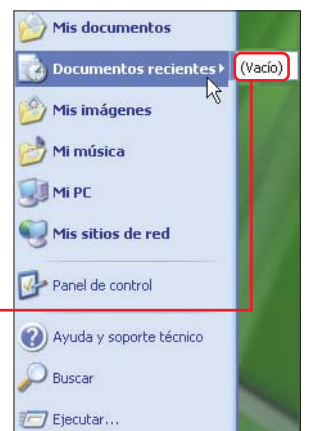 Mis documentos
Documentos recientes (Vacío)
Mis imágenes
Mi música
Mi PC
Mis sitios de red
Panel de control
Ayuda y soporte técnico
Buscar
Ejecutar...